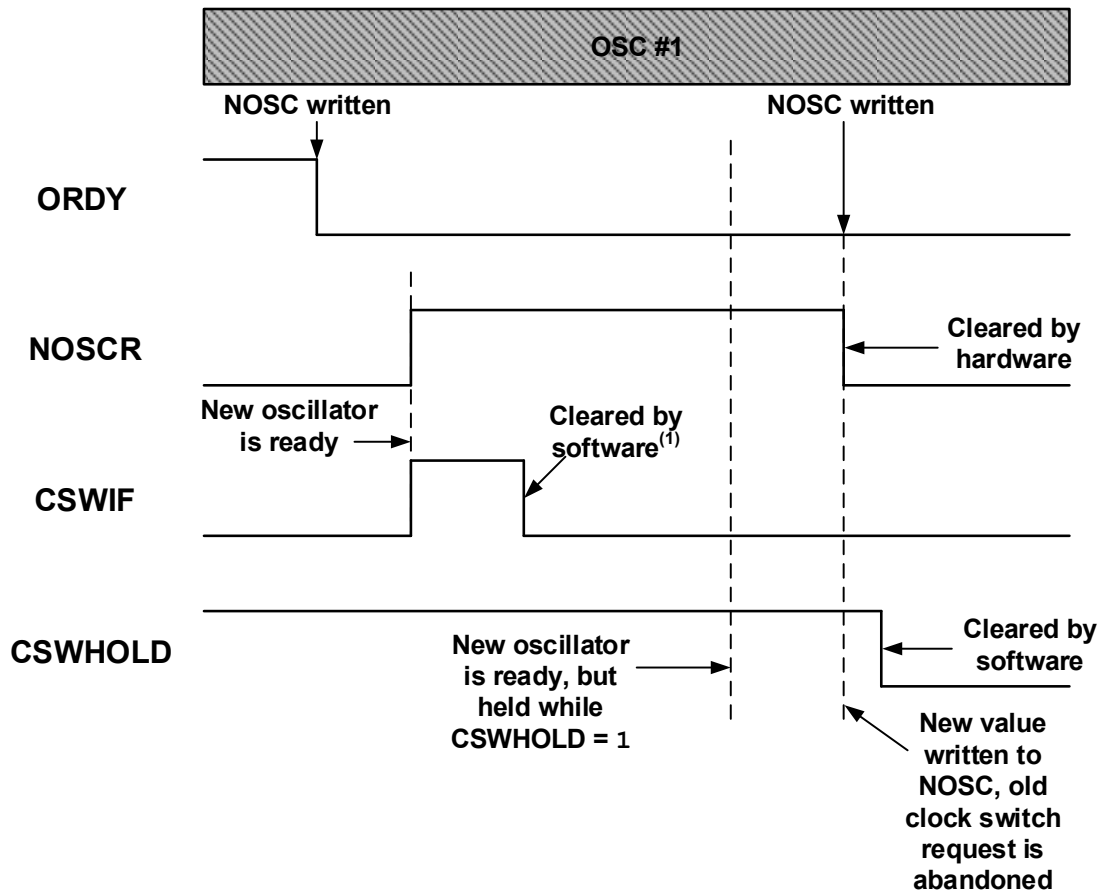 OSC #1
NOSC written
NOSC written
ORDY
NOSCR
Cleared by
hardware
New oscillator
is ready
Cleared by
software(1)
CSWIF
CSWHOLD
New oscillator
is ready, but
held while
CSWHOLD = 1
Cleared by
software
New value
written to
NOSC, old
clock switch
request is
abandoned